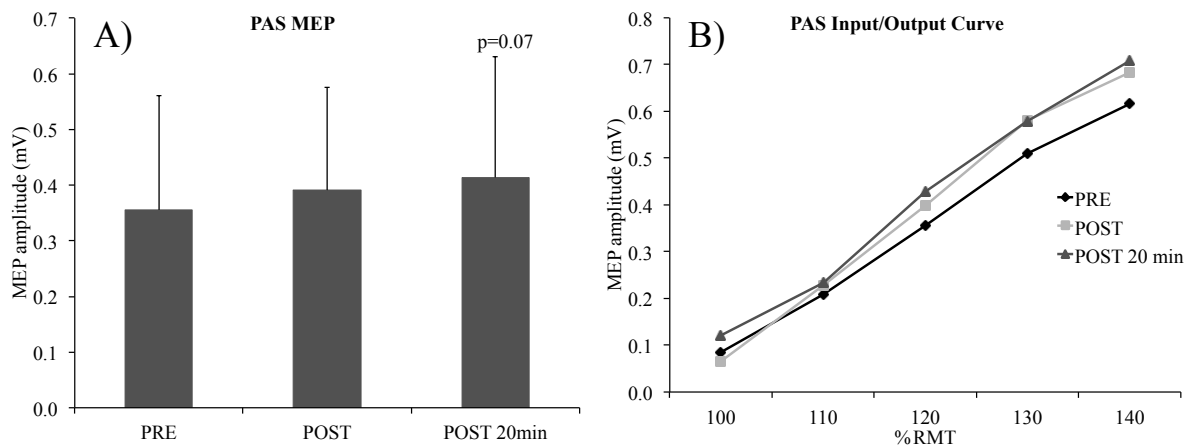 A)
PAS MEP
p=0.07
MEP amplitude (mV)
0.7
0.6
0.5
0.4
0.3
0.2
0.1
0.0
PRE
POST
POST 20min
B)
PAS Input/Output Curve
MEP amplitude (mV)
0.8
0.7
0.6
0.5
0.4
0.3
0.2
0.1
0.0
PRE
POST
POST 20 min
100
110
120
130
140
%RMT